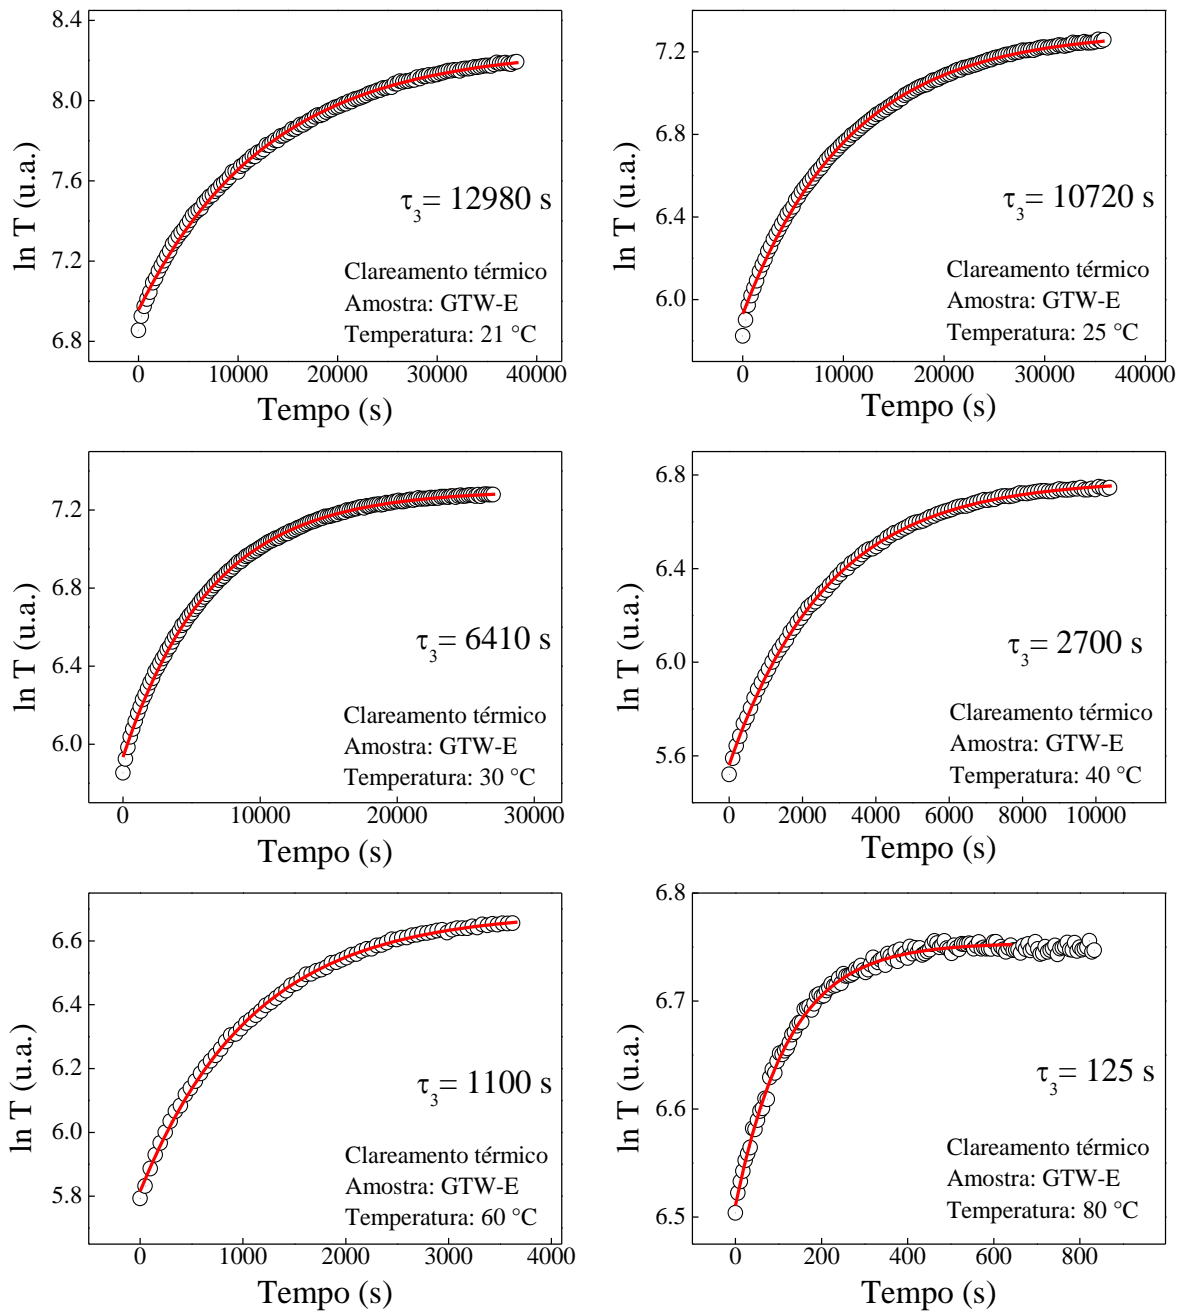 8.4
8.0
7.6
7.2
6.8
ln T (u.a.)
τ3= 12980 s
Clareamento térmico
Amostra: GTW-E
Temperatura: 21 °C
0 10000 20000 30000 40000
Tempo (s)
7.2
6.8
6.4
6.0
ln T (u.a.)
τ3= 10720 s
Clareamento térmico
Amostra: GTW-E
Temperatura: 25 °C
0 10000 20000 30000 40000
Tempo (s)
7.2
6.8
6.4
6.0
ln T (u.a.)
τ3= 6410 s
Clareamento térmico
Amostra: GTW-E
Temperatura: 30 °C
0 10000 20000 30000
Tempo (s)
6.8
6.4
6.0
5.6
ln T (u.a.)
τ3= 2700 s
Clareamento térmico
Amostra: GTW-E
Temperatura: 40 °C
0 2000 4000 6000 8000 10000
Tempo (s)
6.6
6.4
6.2
6.0
5.8
ln T (u.a.)
τ3= 1100 s
Clareamento térmico
Amostra: GTW-E
Temperatura: 60 °C
0 1000 2000 3000 4000
Tempo (s)
6.8
6.7
6.6
6.5
ln T (u.a.)
τ3= 125 s
Clareamento térmico
Amostra: GTW-E
Temperatura: 80 °C
0 200 400 600 800
Tempo (s)